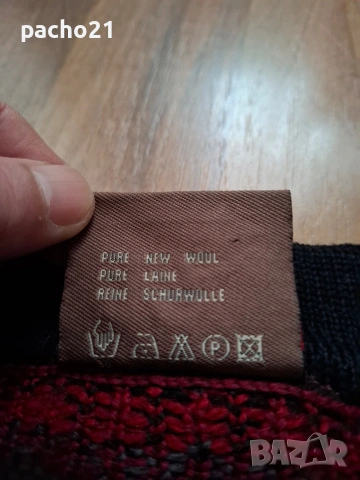 pacho21
PURE NEW WOOL
PURE LAINE
REINE SCHURWOLLE
P
BAZAR